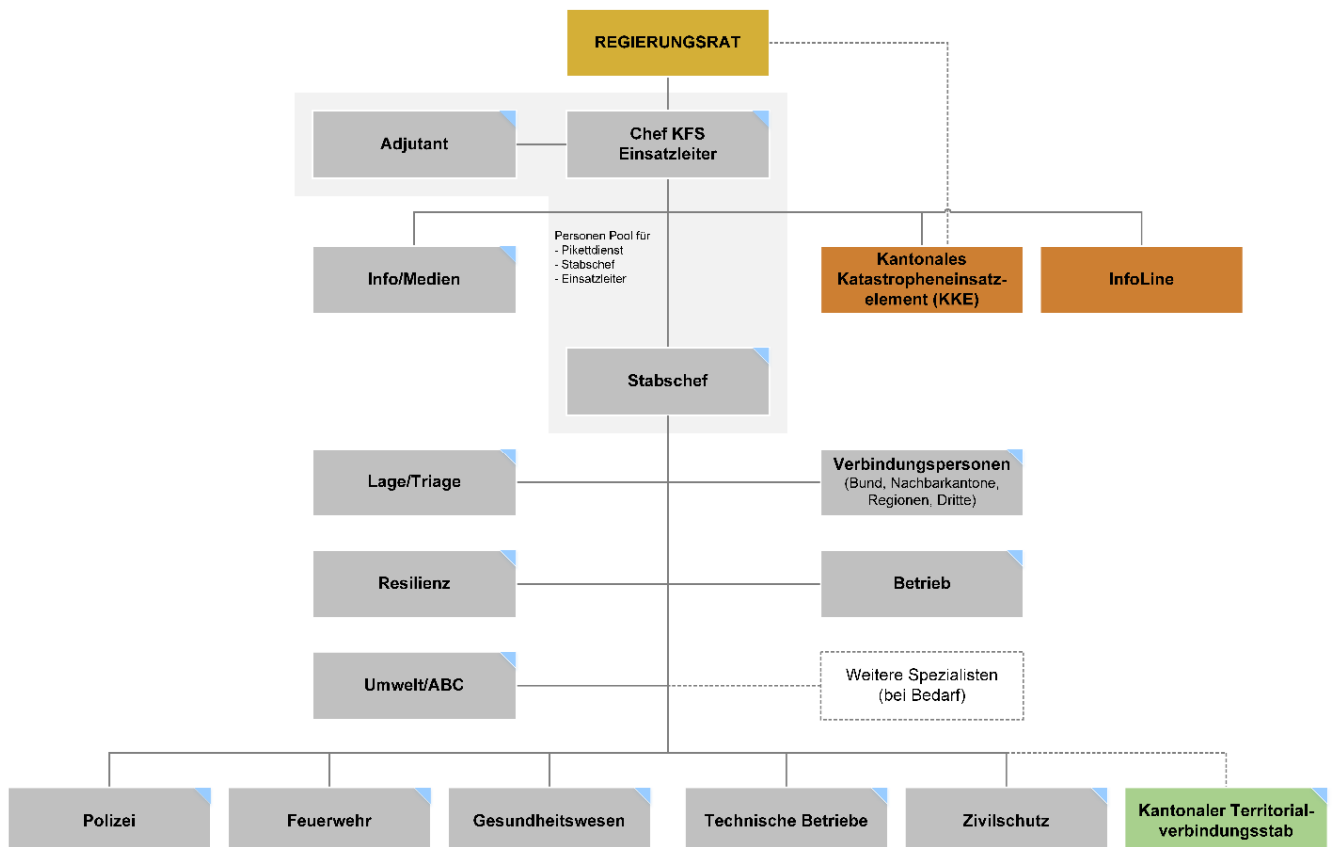 REGIERUNGSRAT
Adjutant
Chef KFS
Einsatzleiter
Personen Pool für
- Pikettdienst
- Stabschef
- Einsatzleiter
Info/Medien
Kantonales
Katastropheneinsatz-
element (KKE)
InfoLine
Stabschef
Lage/Triage
Verbindungspersonen
(Bund, Nachbarkantone,
Regionen, Dritte)
Resilienz
Betrieb
Umwelt/ABC
Weitere Spezialisten
(bei Bedarf)
Polizei
Feuerwehr
Gesundheitswesen
Technische Betriebe
Zivilschutz
Kantonaler Territorial-
verbindungsstab